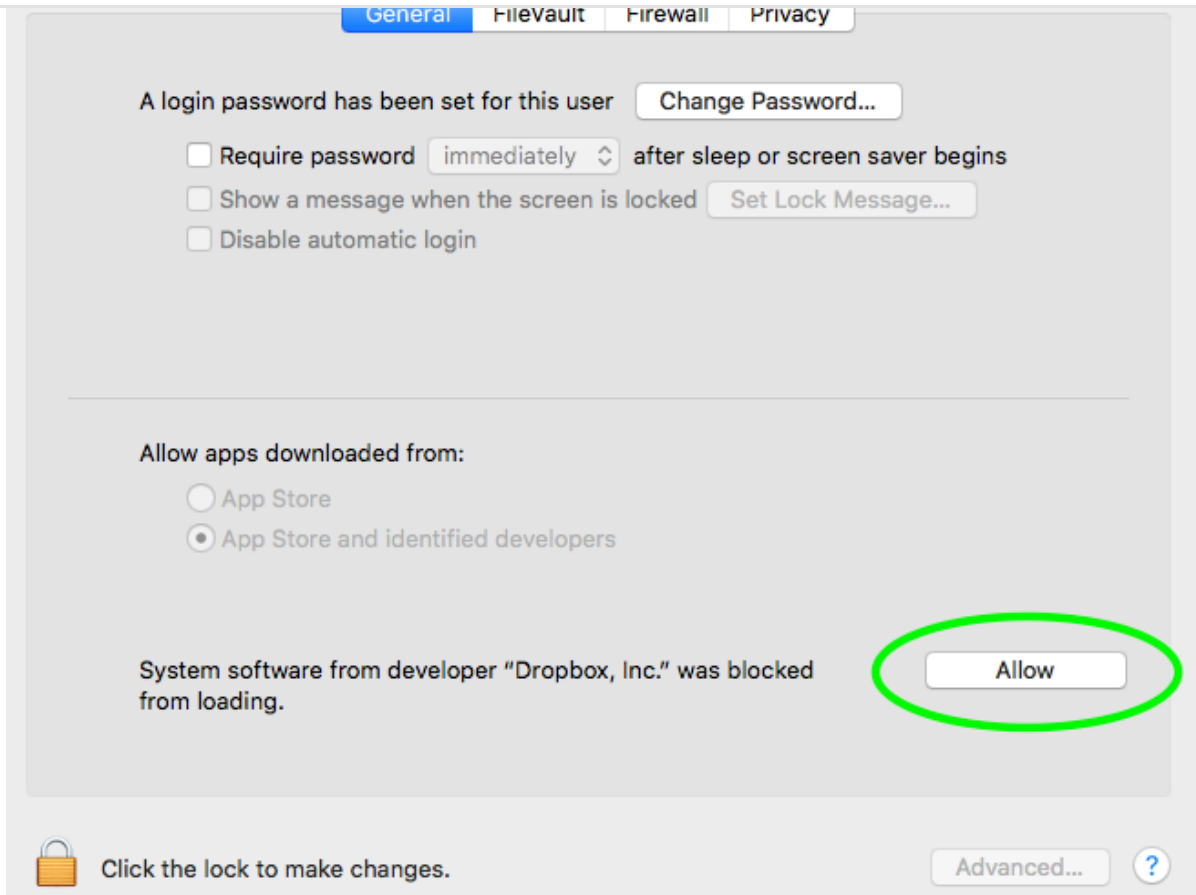 General FileVault Firewall Privacy
A login password has been set for this user Change Password...
Require password immediately after sleep or screen saver begins
Show a message when the screen is locked Set Lock Message...
Disable automatic login
Allow apps downloaded from:
App Store
App Store and identified developers
System software from developer “Dropbox, Inc.” was blocked Allow
from loading.
Click the lock to make changes. Advanced... ?